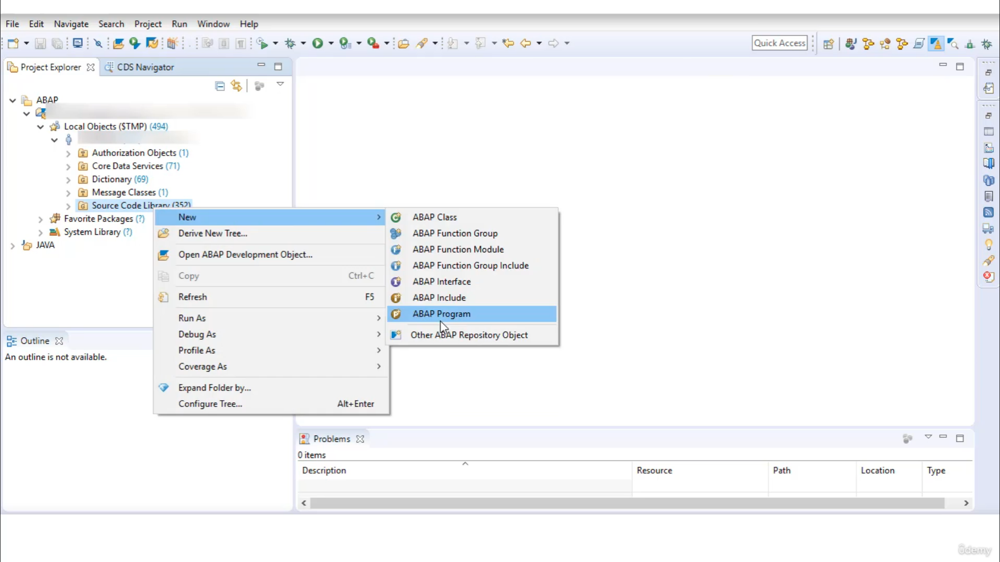 File Edit Navigate Search Project Run Window Help
Quick Access
Project Explorer CDS Navigator
ABAP
Local Objects ($TMP) (494)
Authorization Objects (1)
Core Data Services (71)
Dictionary (69)
Message Classes (1)
Source Code Library (352)
Favorite Packages (?)
System Library (?)
JAVA
New
Derive New Tree...
Open ABAP Development Object...
Copy Ctrl+C
Refresh F5
Run As
Debug As
Profile As
Coverage As
Expand Folder by...
Configure Tree... Alt+Enter
ABAP Class
ABAP Function Group
ABAP Function Module
ABAP Function Group Include
ABAP Interface
ABAP Include
ABAP Program
Other ABAP Repository Object
Outline
An outline is not available.
Problems
0 items
Description Resource Path Location Type
ûdemy